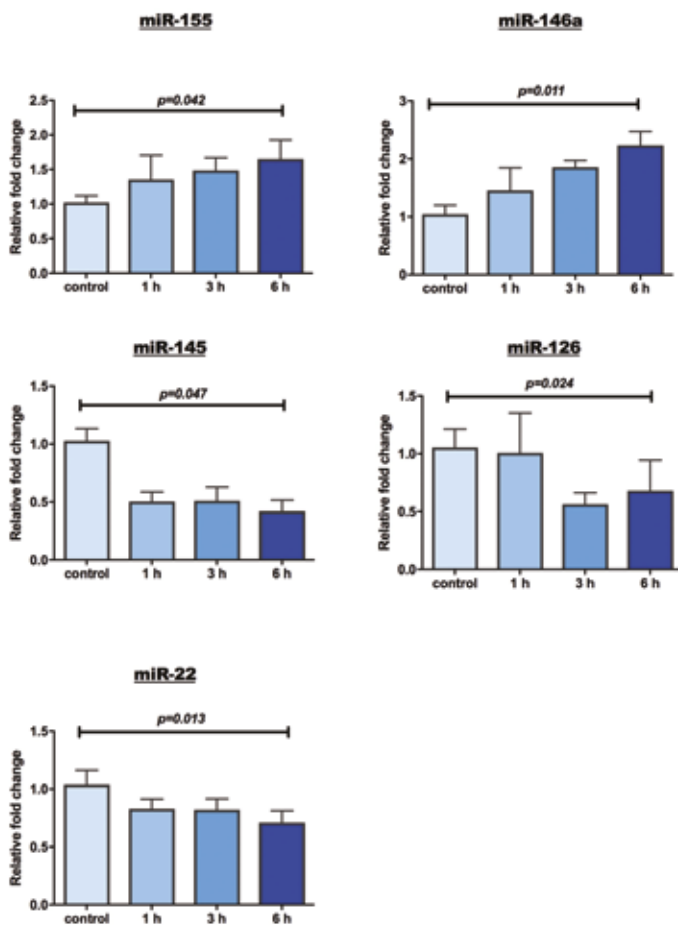 miR-155
p=0.042
Relative fold change
2.5
2.0
1.5
1.0
0.5
0.0
control 1 h 3 h 6 h
miR-146a
p=0.011
Relative fold change
3
2
1
0
control 1 h 3 h 6 h
miR-145
p=0.047
Relative fold change
1.5
1.0
0.5
0.0
control 1 h 3 h 6 h
miR-126
p=0.024
Relative fold change
1.5
1.0
0.5
0.0
control 1 h 3 h 6 h
miR-22
p=0.013
Relative fold change
1.5
1.0
0.5
0.0
control 1 h 3 h 6 h